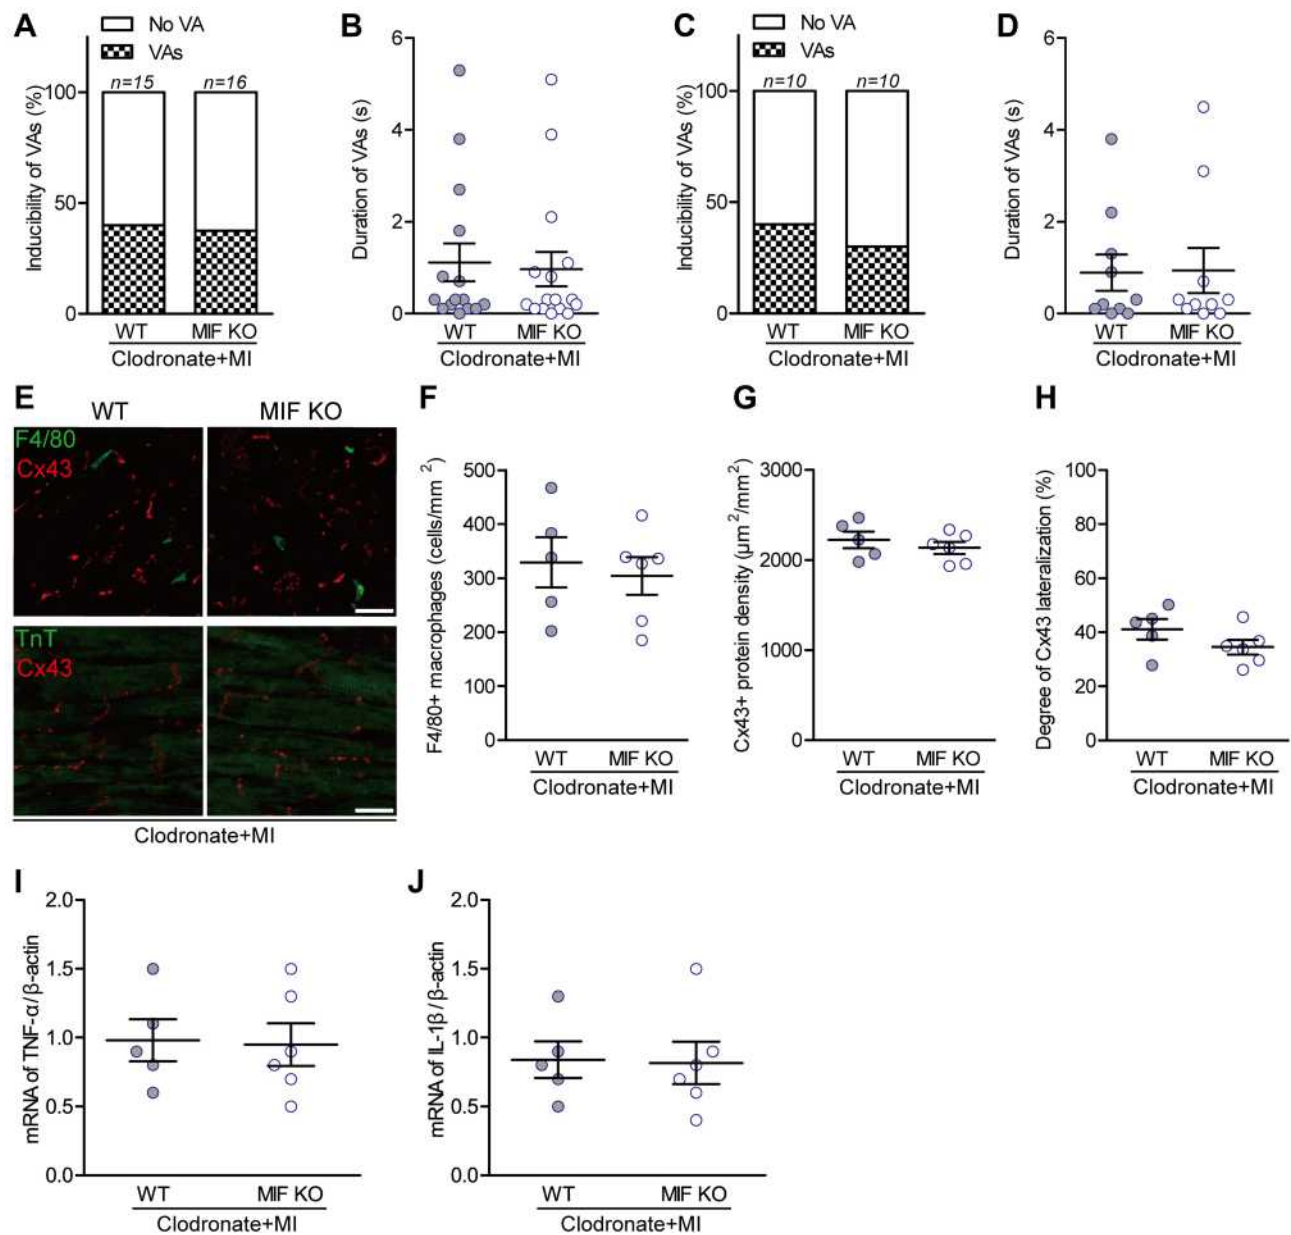 A
No VA
VAs
Inducibility of VAs (%)
100
50
0
n=15
n=16
WT
MIF KO
Clodronate+MI
B
Duration of VAs (s)
6
4
2
0
WT
MIF KO
Clodronate+MI
C
No VA
VAs
Inducibility of VAs (%)
100
50
0
n=10
n=10
WT
MIF KO
Clodronate+MI
D
Duration of VAs (s)
6
4
2
0
WT
MIF KO
Clodronate+MI
E
WT
MIF KO
F4/80
Cx43
TnT
Cx43
Clodronate+MI
F
F4/80+ macrophages (cells/mm²)
500
400
300
200
100
0
WT
MIF KO
Clodronate+MI
G
Cx43+ protein density (μm²/mm²)
3000
2000
1000
0
WT
MIF KO
Clodronate+MI
H
Degree of Cx43 lateralization (%)
100
80
60
40
20
0
WT
MIF KO
Clodronate+MI
I
mRNA of TNF-α/β-actin
2.0
1.5
1.0
0.5
0.0
WT
MIF KO
Clodronate+MI
J
mRNA of IL-1β/β-actin
2.0
1.5
1.0
0.5
0.0
WT
MIF KO
Clodronate+MI